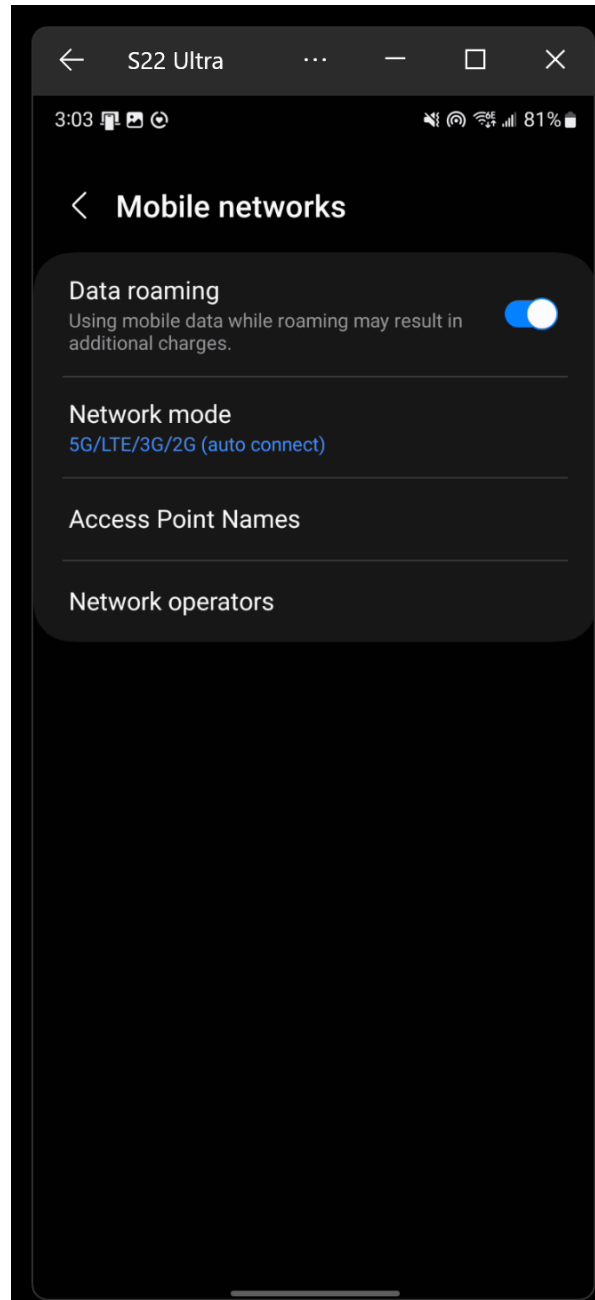 S22 Ultra
3:03 81%
Mobile networks
Data roaming
Using mobile data while roaming may result in
additional charges.
Network mode
5G/LTE/3G/2G (auto connect)
Access Point Names
Network operators